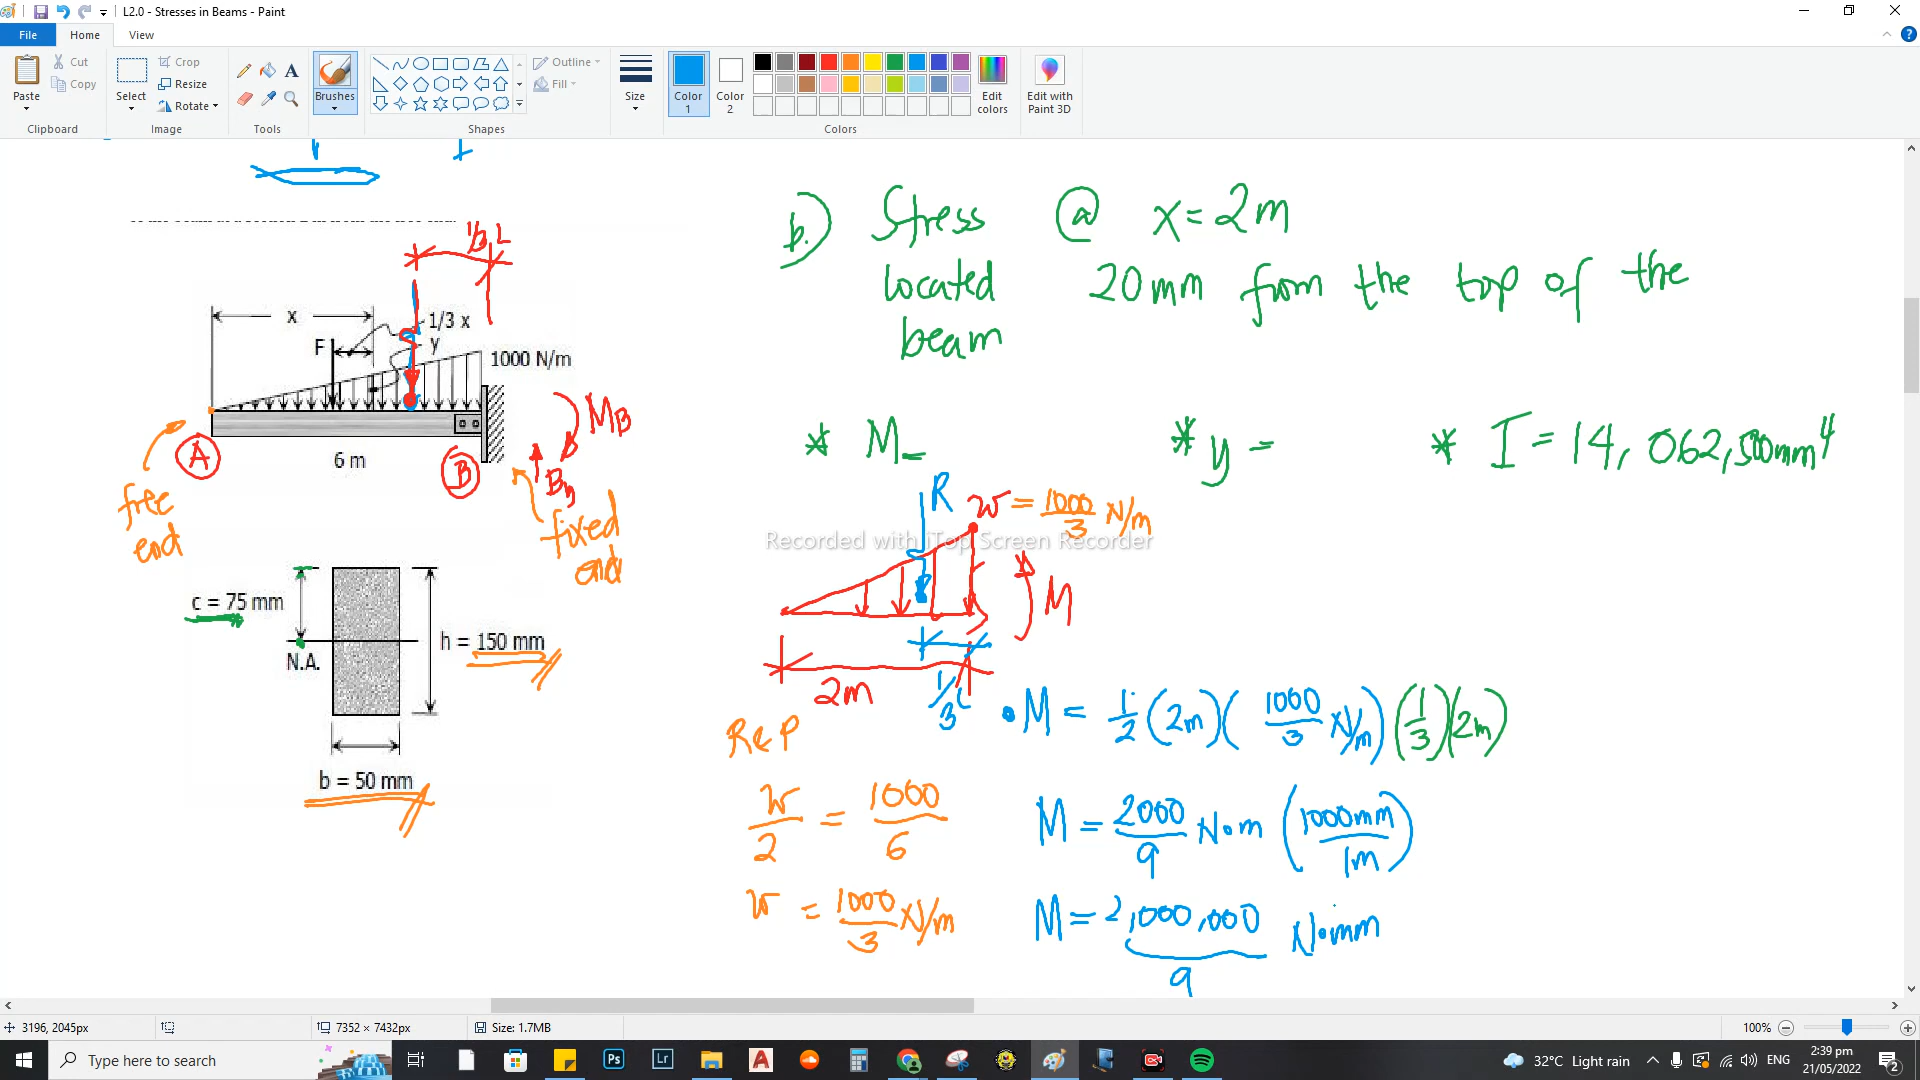 L2.0 - Stresses in Beams - Paint
File Home View
Paste
Cut
Copy
Clipboard
Select
Crop
Resize
Rotate
Image
A
Tools
Brushes
Shapes
Outline
Fill
Size
Color 1
Color 2
Colors
Edit colors
Edit with Paint 3D
b.) Stress @ x=2m
located 20mm from the top of the
beam
1/3 L
x
1/3 x
F
y
1000 N/m
A
6 m
B
MB
free end
fixed end
* M=
* y =
* I = 14,062,500mm4
R
w = 1000/3 N/m
Recorded with iTop Screen Recorder
M
2m
1/3 L
c = 75 mm
N.A.
h = 150 mm
b = 50 mm
M = 1/2 (2m)(1000/3 N/m)(1/3)(2m)
w/2 = 1000/6
w = 1000/3 N/m
M = 2000/9 N•m (1000mm/1m)
M = 2,000,000/9 N•mm
3196, 2045px
7352 × 7432px
Size: 1.7MB
100%
Type here to search
Ps
Lr
A
32°C Light rain
ENG
2:39 pm
21/05/2022
2